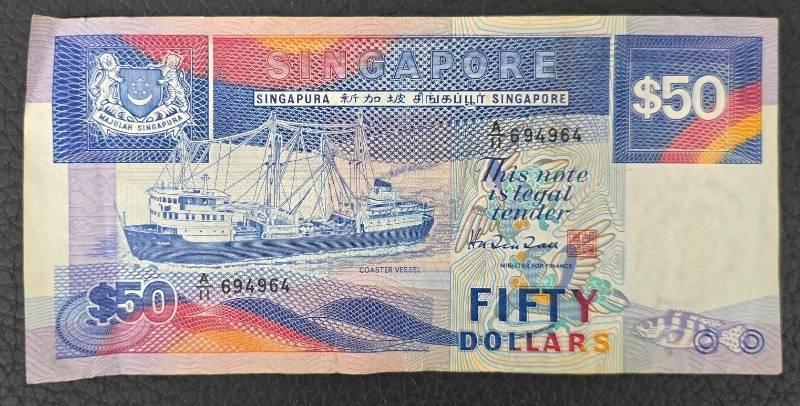 SINGAPORE
SINGAPURA 新加坡 சிங்கப்பூர் SINGAPORE
MAJULAH SINGAPURA
$50
A/11 694964
This note
is legal
tender
MINISTER FOR FINANCE
COASTER VESSEL
A/11 694964
$50
FIFTY
DOLLARS